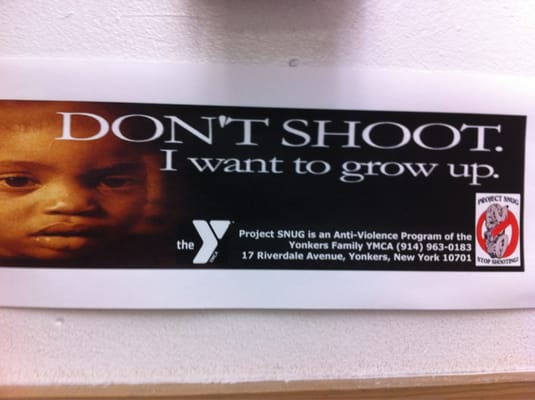 DON'T SHOOT.
I want to grow up.
the Y
YMCA
Project SNUG is an Anti-Violence Program of the
Yonkers Family YMCA (914) 963-0183
17 Riverdale Avenue, Yonkers, New York 10701
PROJECT SNUG
STOP SHOOTING!